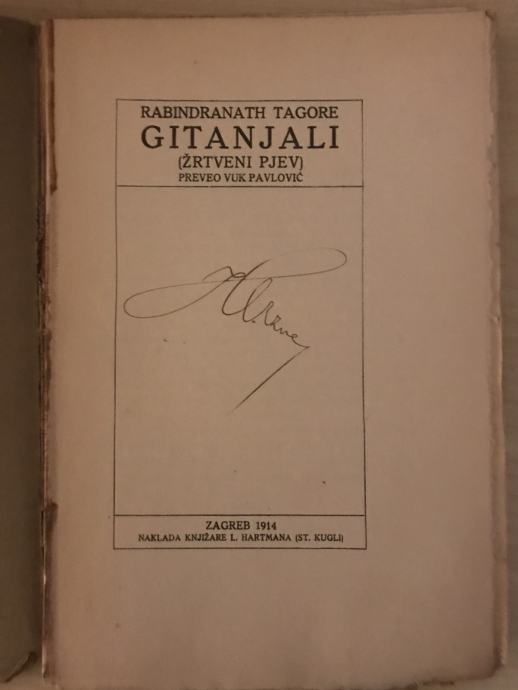 RABINDRANATH TAGORE
GITANJALI
(ŽRTVENI PJEV)
PREVEO VUK PAVLOVIĆ
ZAGREB 1914
NAKLADA KNJIŽARE L. HARTMANA (ST. KUGLI)